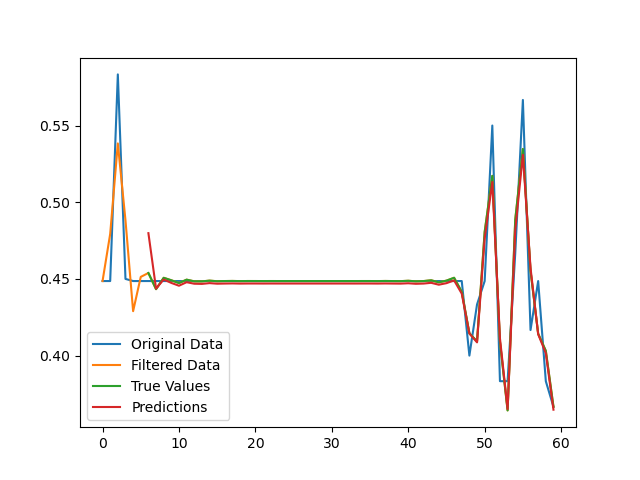 0.55
0.50
0.45
0.40
Original Data
Filtered Data
True Values
Predictions
0 10 20 30 40 50 60